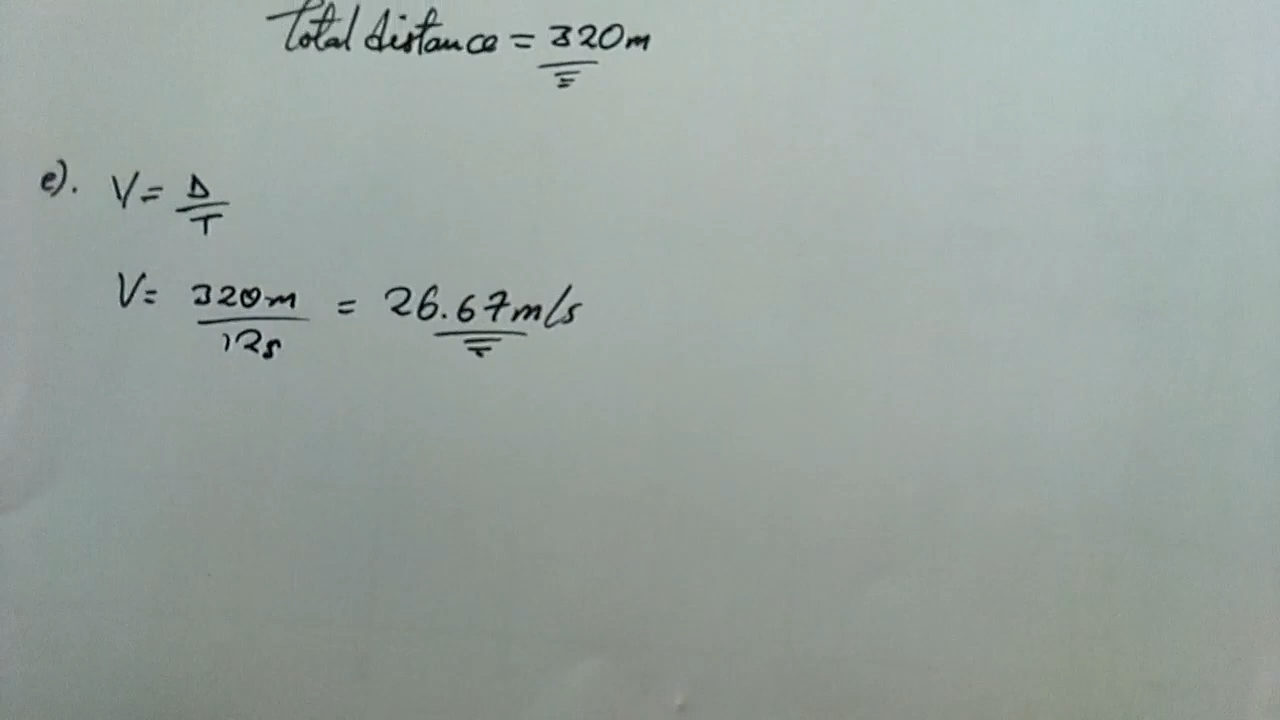 Total distance = 320m
e). V = D/T
V = 320m/12s = 26.67m/s